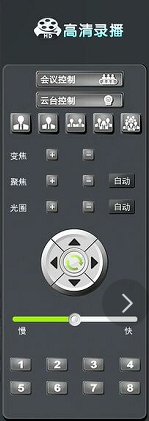 HD 高清录播
会议控制
云台控制
变焦 + −
聚焦 + − 自动
光圈 + − 自动
慢 快
1 2 3 4
5 6 7 8